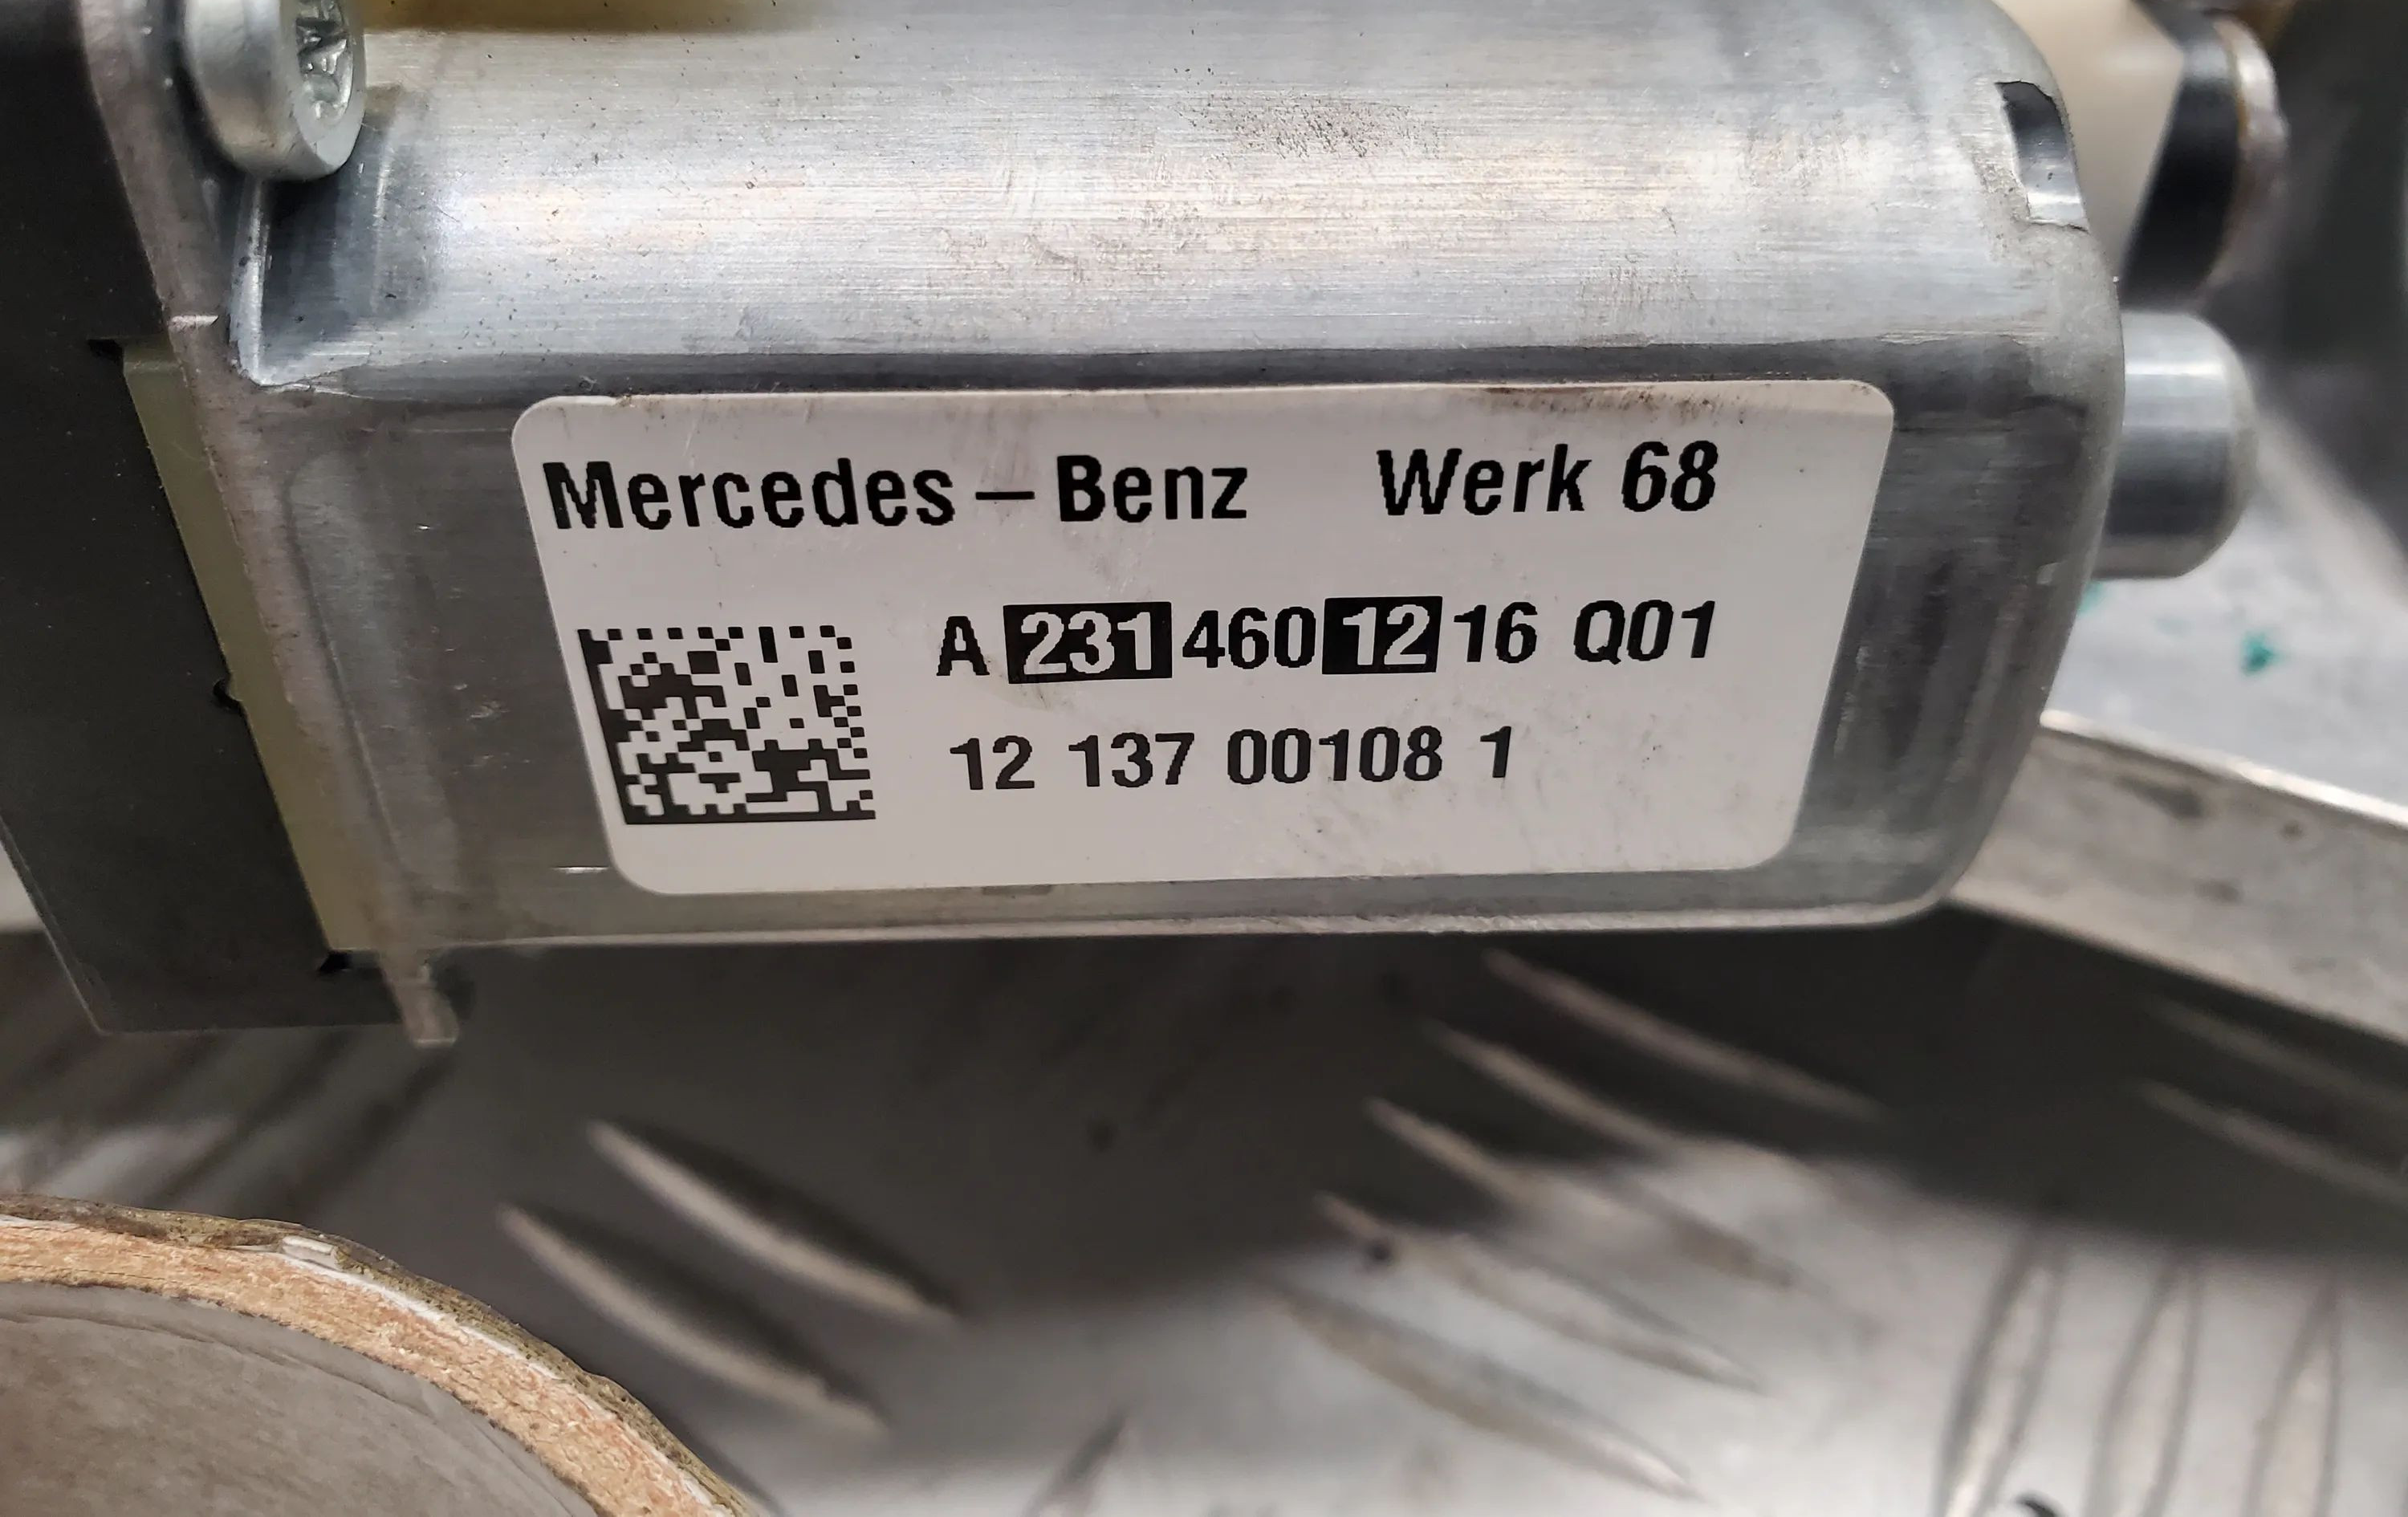 Mercedes-Benz Werk 68
A 231 460 12 16 Q01
12 137 00108 1